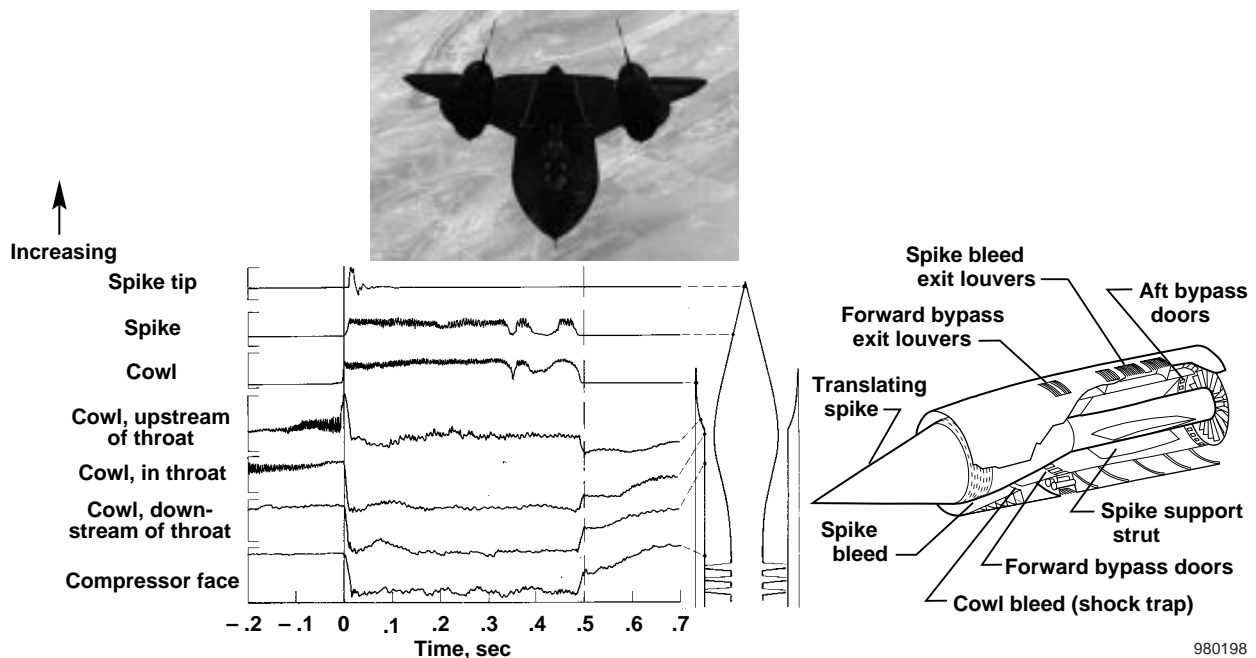 Increasing
Spike tip
Spike
Cowl
Cowl, upstream
of throat
Cowl, in throat
Cowl, down-
stream of throat
Compressor face
– .2 – .1 0 .1 .2 .3 .4 .5 .6 .7
Time, sec
Spike bleed
exit louvers
Aft bypass
doors
Forward bypass
exit louvers
Translating
spike
Spike
bleed
Spike support
strut
Forward bypass doors
Cowl bleed (shock trap)
980198